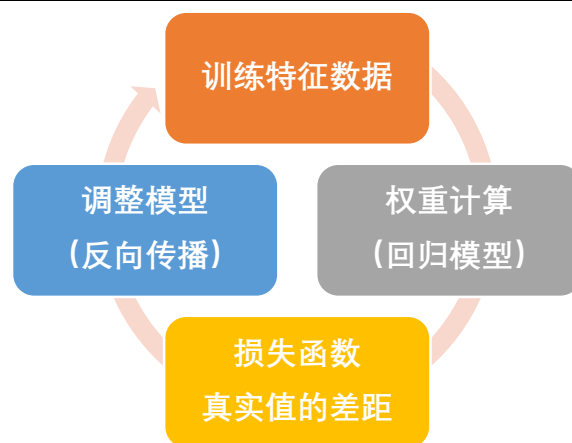 训练特征数据
调整模型
（反向传播）
权重计算
（回归模型）
损失函数
真实值的差距